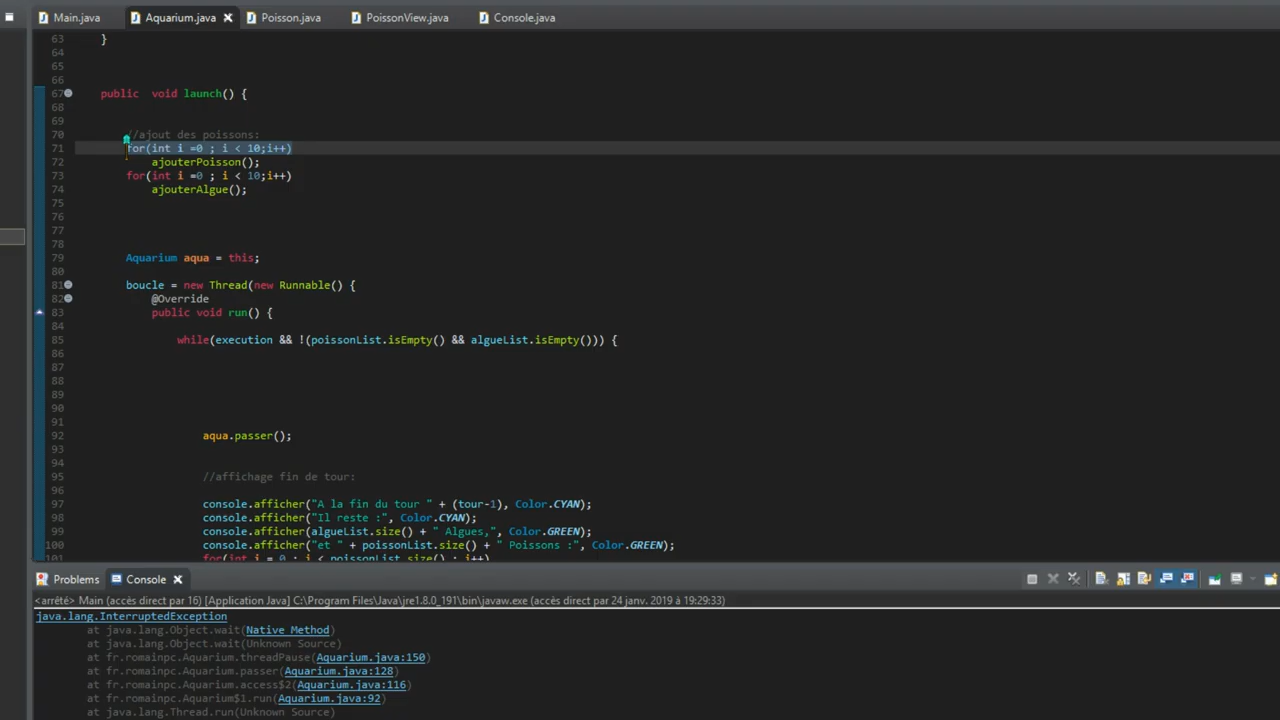 Main.java Aquarium.java Poisson.java PoissonView.java Console.java
63 }
64
65
66
67 public void launch() {
68
69
70 //ajout des poissons:
71 for(int i =0 ; i < 10;i++)
72 ajouterPoisson();
73 for(int i =0 ; i < 10;i++)
74 ajouterAlgue();
75
76
77
78
79 Aquarium aqua = this;
80
81 boucle = new Thread(new Runnable() {
82 @Override
83 public void run() {
84
85 while(execution && !(poissonList.isEmpty() && algueList.isEmpty())) {
86
87
88
89
90
91
92 aqua.passer();
93
94
95 //affichage fin de tour:
96
97 console.afficher("A la fin du tour " + (tour-1), Color.CYAN);
98 console.afficher("Il reste :", Color.CYAN);
99 console.afficher(algueList.size() + " Algues,", Color.GREEN);
100 console.afficher("et " + poissonList.size() + " Poissons :", Color.GREEN);
101 for(int i = 0 ; i < poissonList.size() ; i++)
Problems Console
<arrêté> Main (accès direct par 16) [Application Java] C:\Program Files\Java\jre1.8.0_191\bin\javaw.exe (accès direct par 24 janv. 2019 à 19:29:33)
java.lang.InterruptedException
at java.lang.Object.wait(Native Method)
at java.lang.Object.wait(Unknown Source)
at fr.romainpc.Aquarium.threadPause(Aquarium.java:150)
at fr.romainpc.Aquarium.passer(Aquarium.java:128)
at fr.romainpc.Aquarium.access$2(Aquarium.java:116)
at fr.romainpc.Aquarium$1.run(Aquarium.java:92)
at java.lang.Thread.run(Unknown Source)